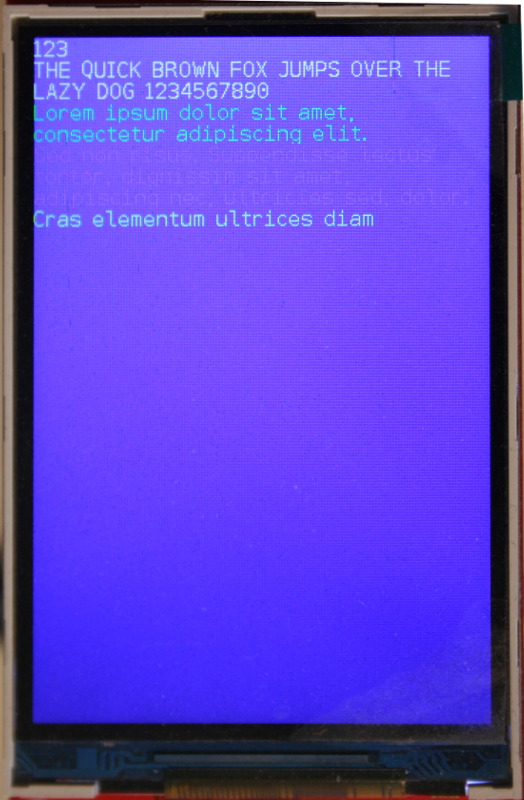 123
THE QUICK BROWN FOX JUMPS OVER THE
LAZY DOG 1234567890
Lorem ipsum dolor sit amet,
consectetur adipiscing elit.
Sed non risus. Suspendisse lectus
tortor, dignissim sit amet,
adipiscing nec, ultricies sed, dolor.
Cras elementum ultrices diam